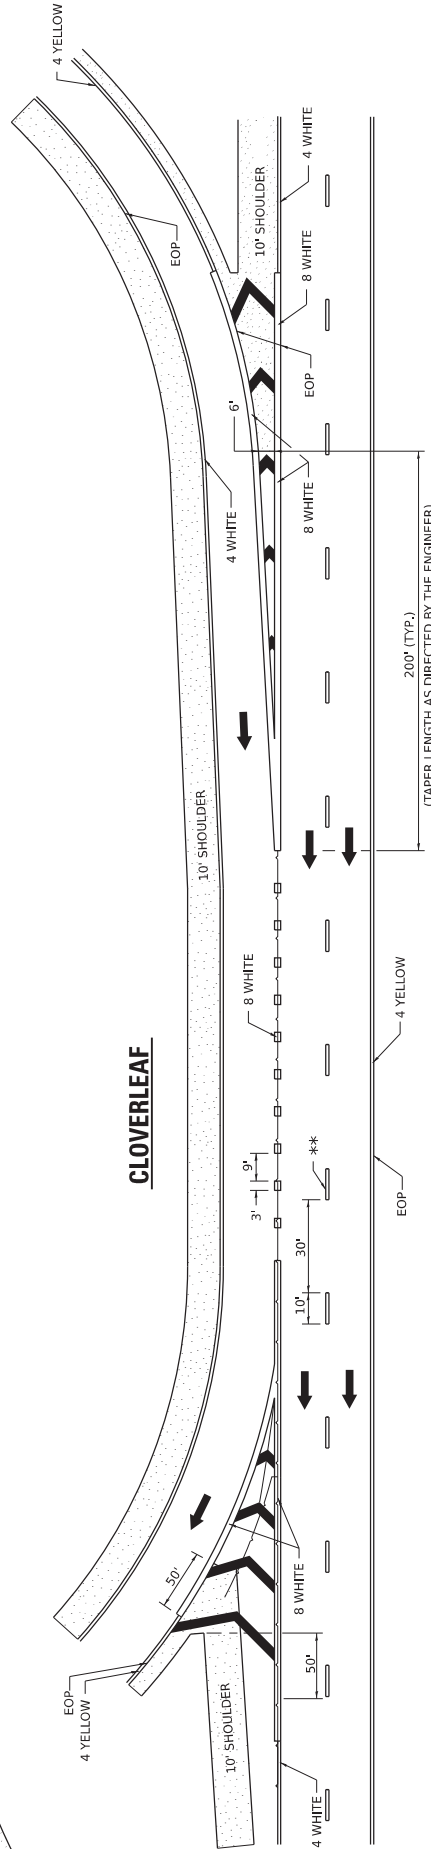 4 YELLOW
EOP
10' SHOULDER
4 WHITE
8 WHITE
EOP
6'
8 WHITE
4 WHITE
200' (TYP.)
(TAPER LENGTH AS DIRECTED BY THE ENGINEER)
10' SHOULDER
8 WHITE
CLOVERLEAF
4 YELLOW
EOP
**
9'
3'
30'
10'
50'
8 WHITE
50'
EOP
4 YELLOW
10' SHOULDER
4 WHITE